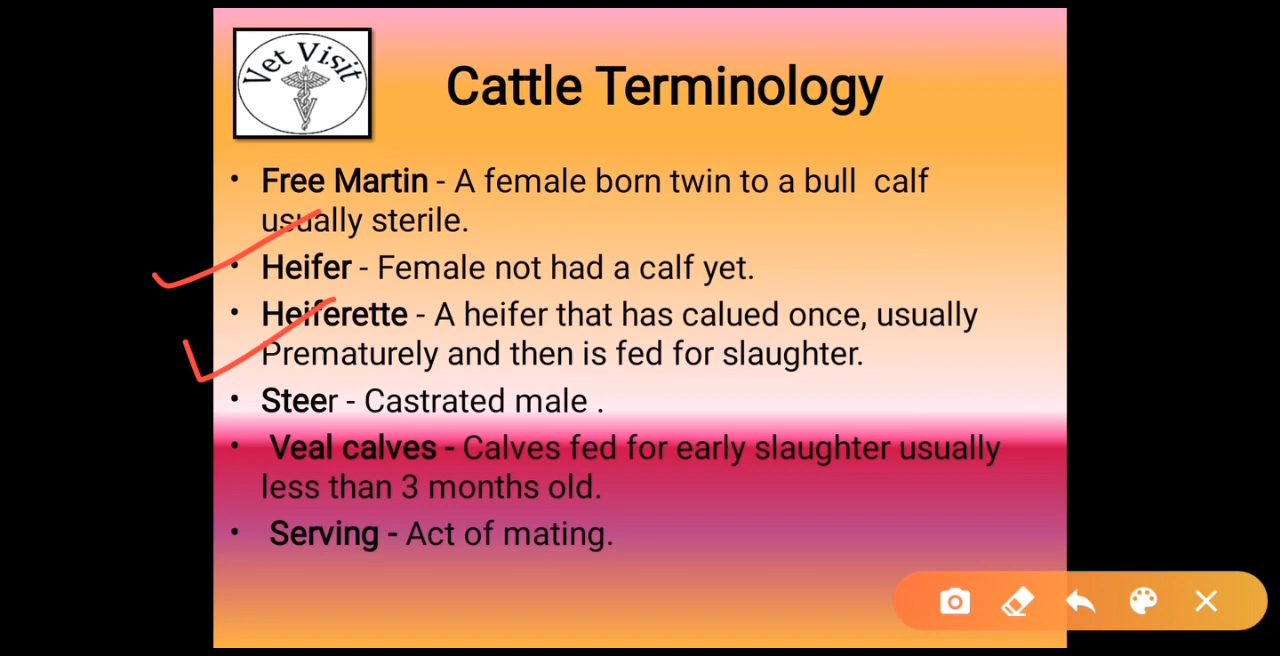 Vet Visit
Cattle Terminology
• Free Martin - A female born twin to a bull calf
usually sterile.
• Heifer - Female not had a calf yet.
• Heiferette - A heifer that has calued once, usually
Prematurely and then is fed for slaughter.
• Steer - Castrated male .
• Veal calves - Calves fed for early slaughter usually
less than 3 months old.
• Serving - Act of mating.